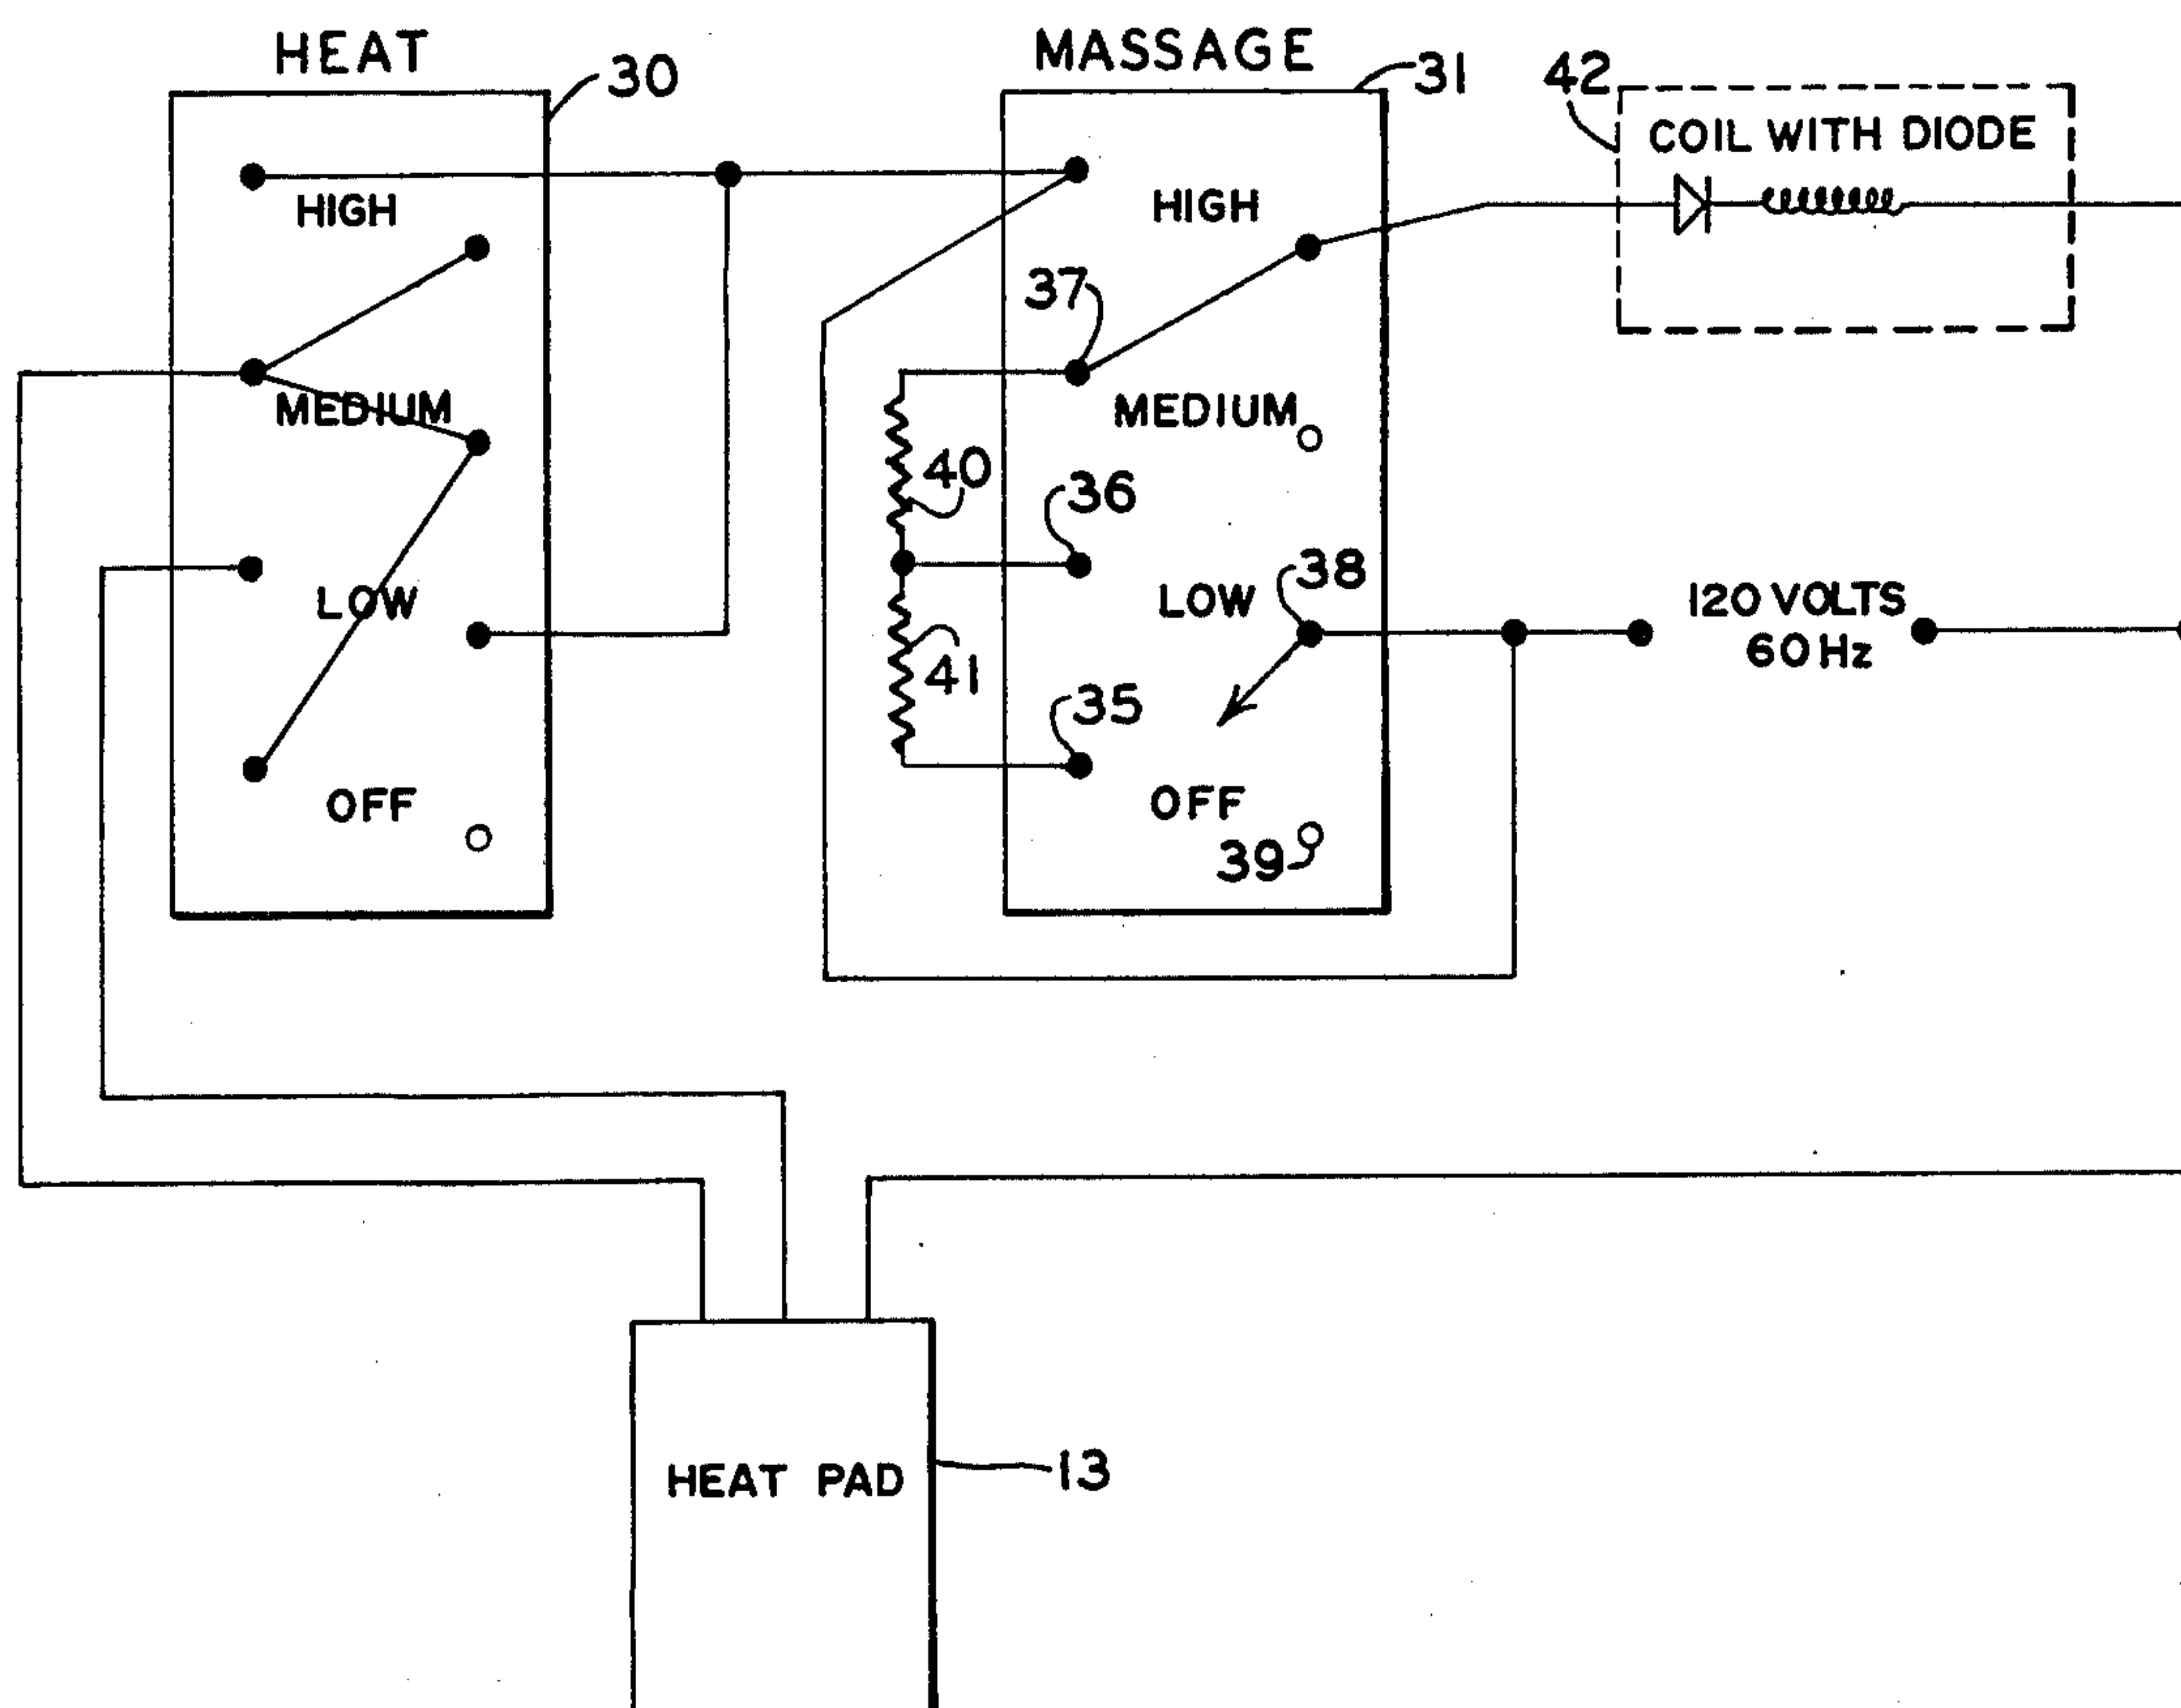 HEAT
30
MASSAGE
31
42
COIL WITH DIODE
HIGH
HIGH
37
MEDIUM
MEDIUM
40
36
LOW
LOW
38
120 VOLTS
60 Hz
41
35
OFF
OFF
39
HEAT PAD
13